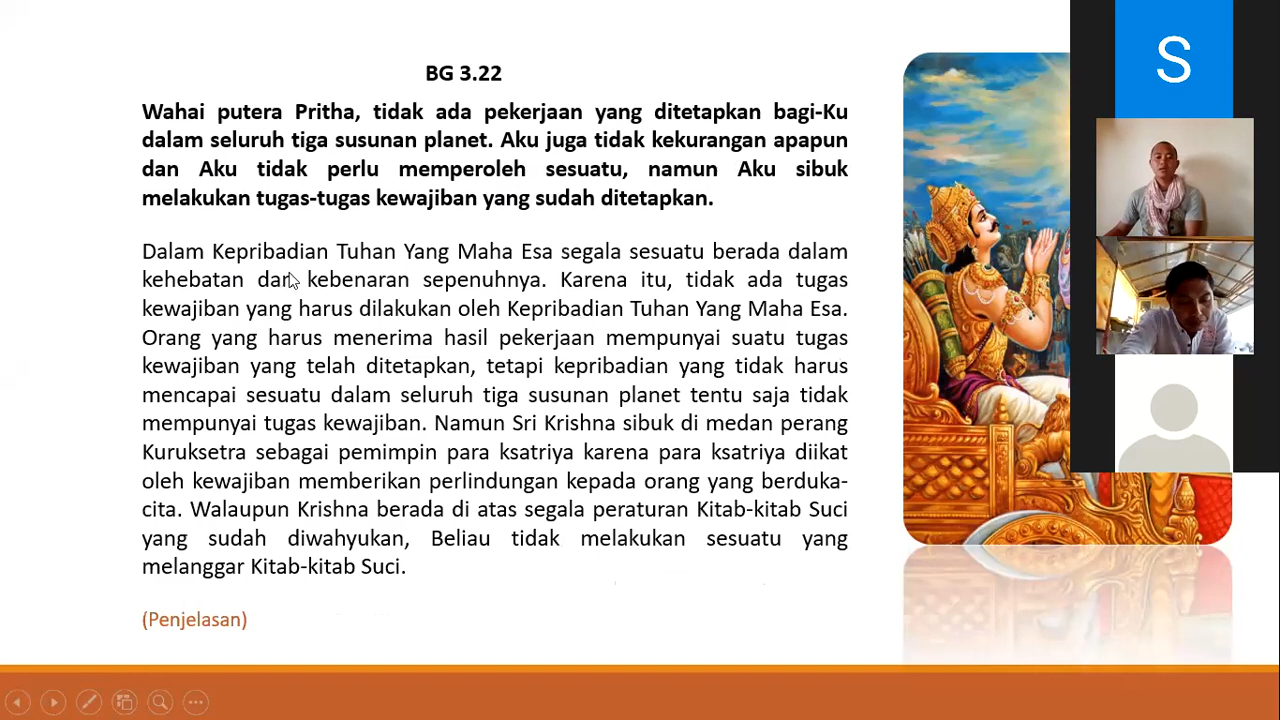 BG 3.22
Wahai putera Pritha, tidak ada pekerjaan yang ditetapkan bagi-Ku
dalam seluruh tiga susunan planet. Aku juga tidak kekurangan apapun
dan Aku tidak perlu memperoleh sesuatu, namun Aku sibuk
melakukan tugas-tugas kewajiban yang sudah ditetapkan.
Dalam Kepribadian Tuhan Yang Maha Esa segala sesuatu berada dalam
kehebatan dan kebenaran sepenuhnya. Karena itu, tidak ada tugas
kewajiban yang harus dilakukan oleh Kepribadian Tuhan Yang Maha Esa.
Orang yang harus menerima hasil pekerjaan mempunyai suatu tugas
kewajiban yang telah ditetapkan, tetapi kepribadian yang tidak harus
mencapai sesuatu dalam seluruh tiga susunan planet tentu saja tidak
mempunyai tugas kewajiban. Namun Sri Krishna sibuk di medan perang
Kuruksetra sebagai pemimpin para ksatriya karena para ksatriya diikat
oleh kewajiban memberikan perlindungan kepada orang yang berduka-
cita. Walaupun Krishna berada di atas segala peraturan Kitab-kitab Suci
yang sudah diwahyukan, Beliau tidak melakukan sesuatu yang
melanggar Kitab-kitab Suci.
(Penjelasan)
S